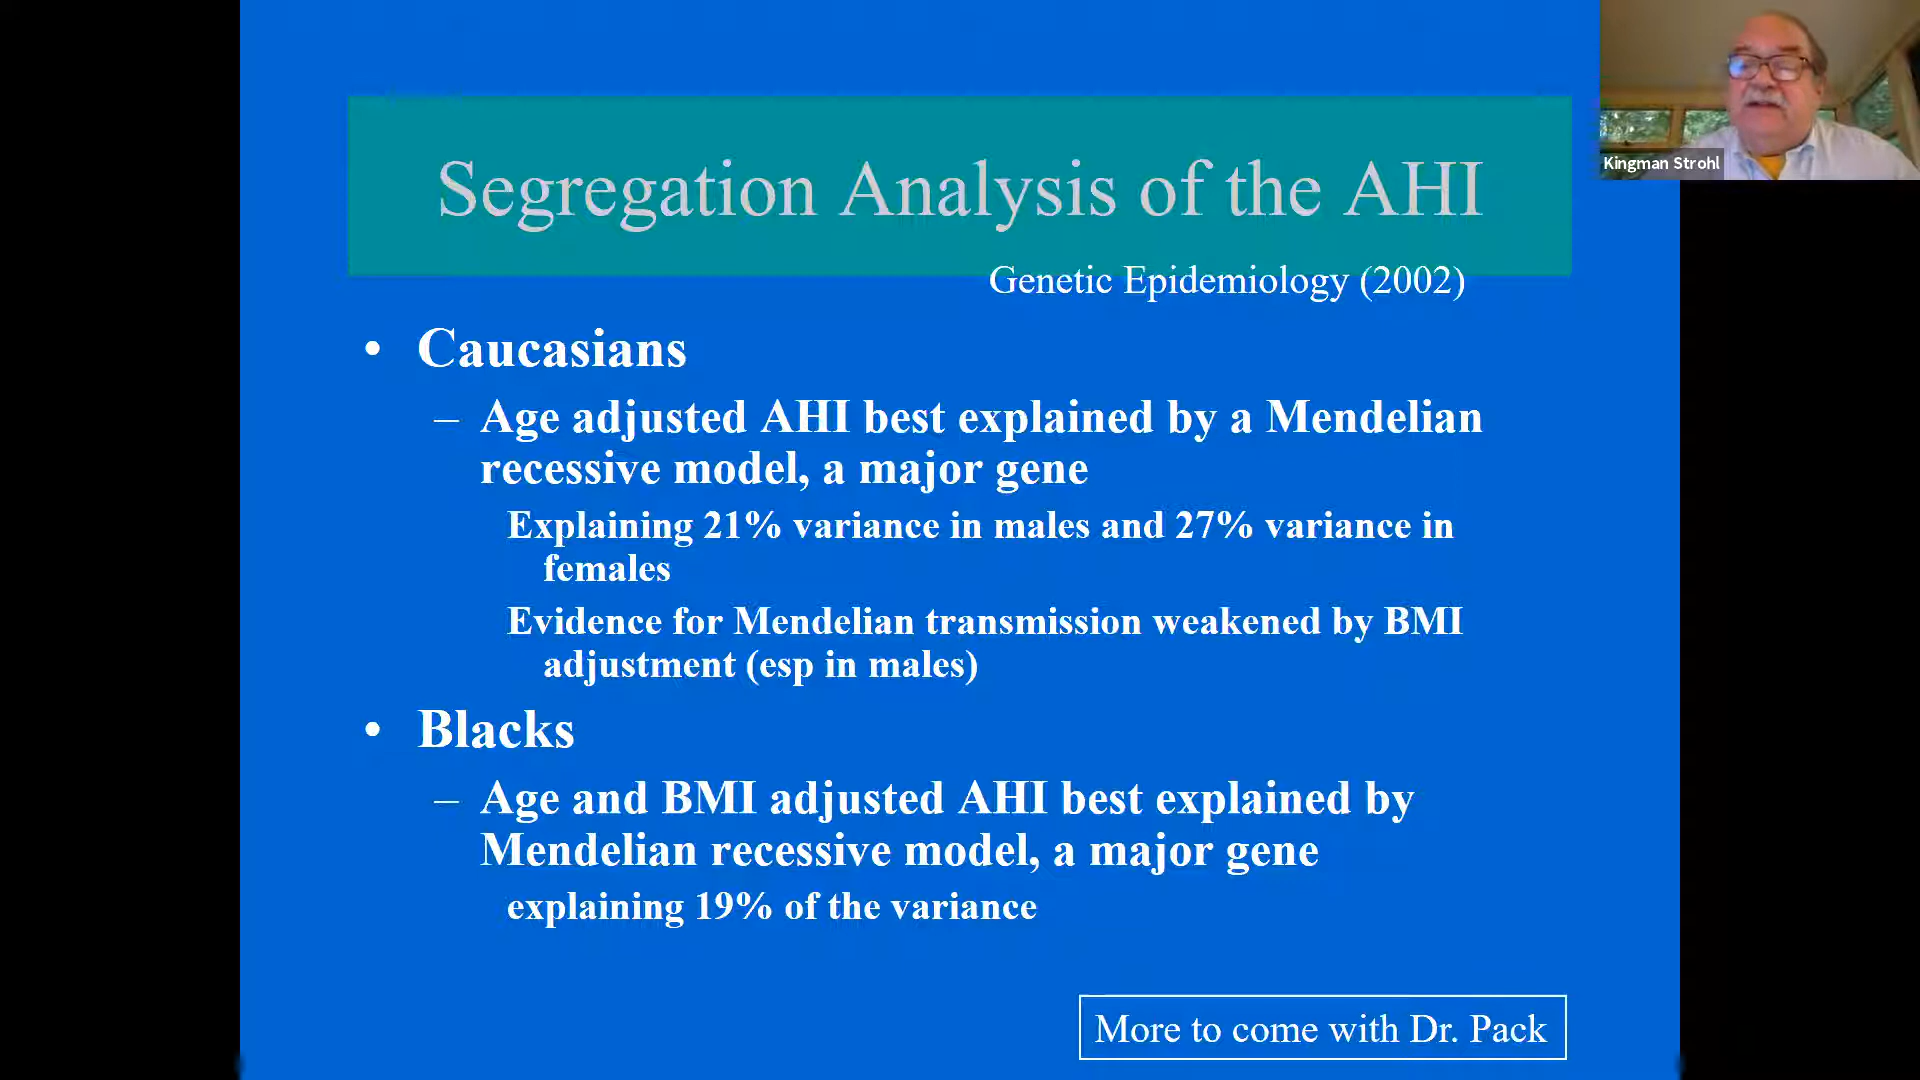 Segregation Analysis of the AHI
Genetic Epidemiology (2002)
• Caucasians
– Age adjusted AHI best explained by a Mendelian
recessive model, a major gene
Explaining 21% variance in males and 27% variance in
females
Evidence for Mendelian transmission weakened by BMI
adjustment (esp in males)
• Blacks
– Age and BMI adjusted AHI best explained by
Mendelian recessive model, a major gene
explaining 19% of the variance
More to come with Dr. Pack
Kingman Strohl